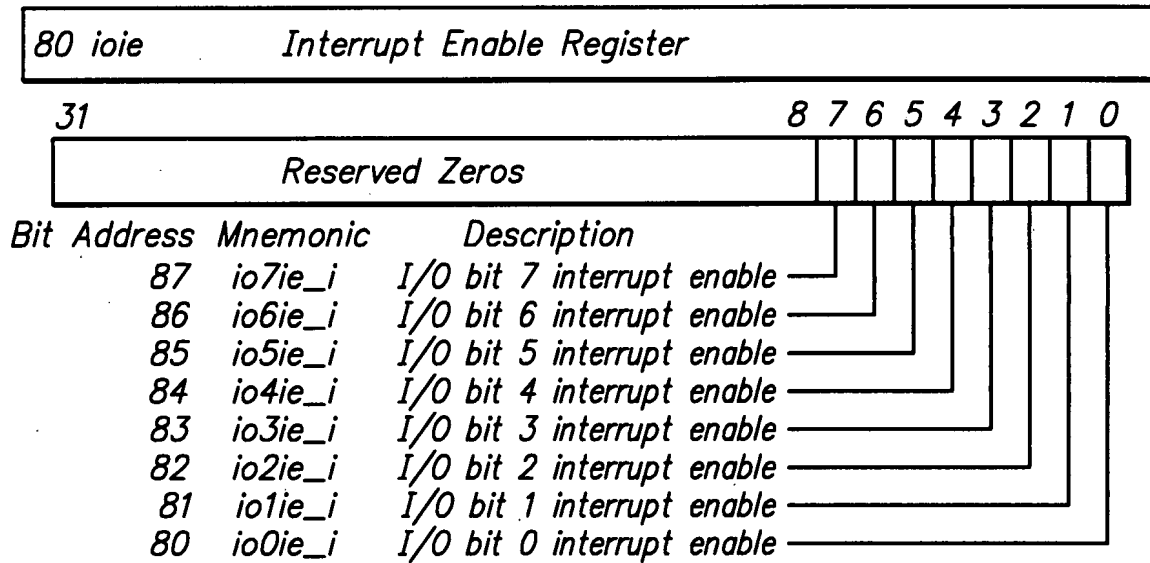 80 ioie Interrupt Enable Register
31 8 7 6 5 4 3 2 1 0
Reserved Zeros
Bit Address Mnemonic Description
87 io7ie_i I/O bit 7 interrupt enable
86 io6ie_i I/O bit 6 interrupt enable
85 io5ie_i I/O bit 5 interrupt enable
84 io4ie_i I/O bit 4 interrupt enable
83 io3ie_i I/O bit 3 interrupt enable
82 io2ie_i I/O bit 2 interrupt enable
81 io1ie_i I/O bit 1 interrupt enable
80 io0ie_i I/O bit 0 interrupt enable